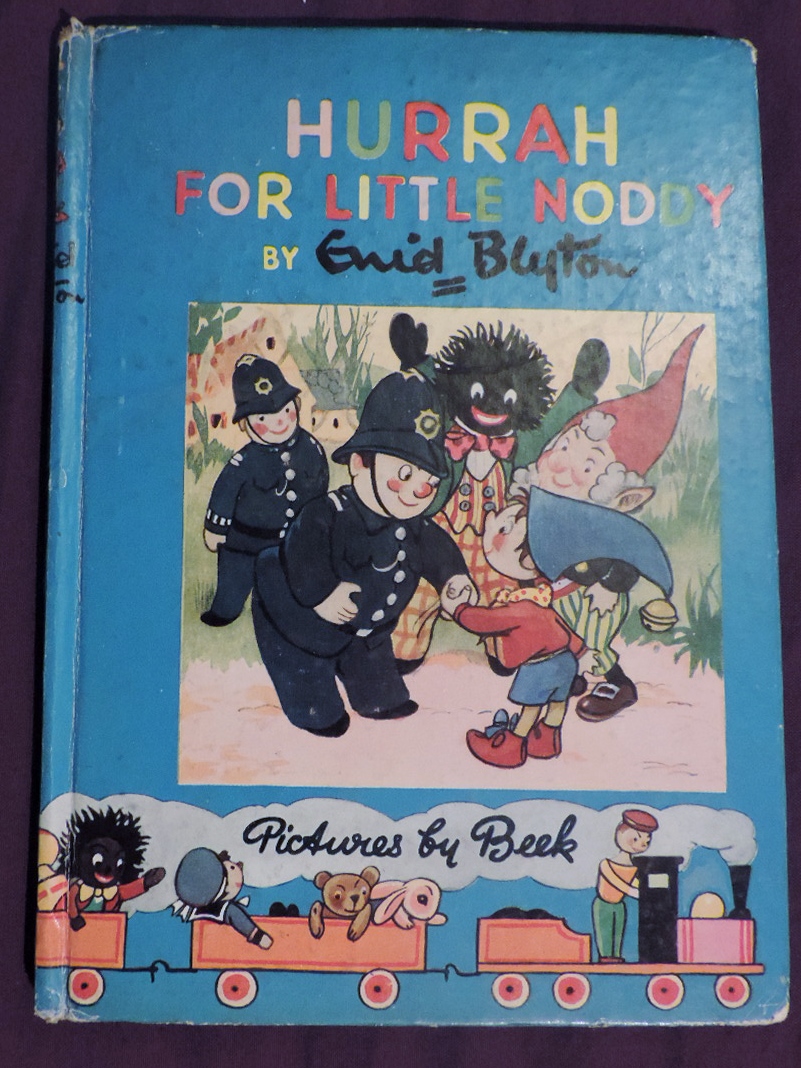 HURRAH
FOR LITTLE NODDY
BY Enid Blyton
Pictures by Beek